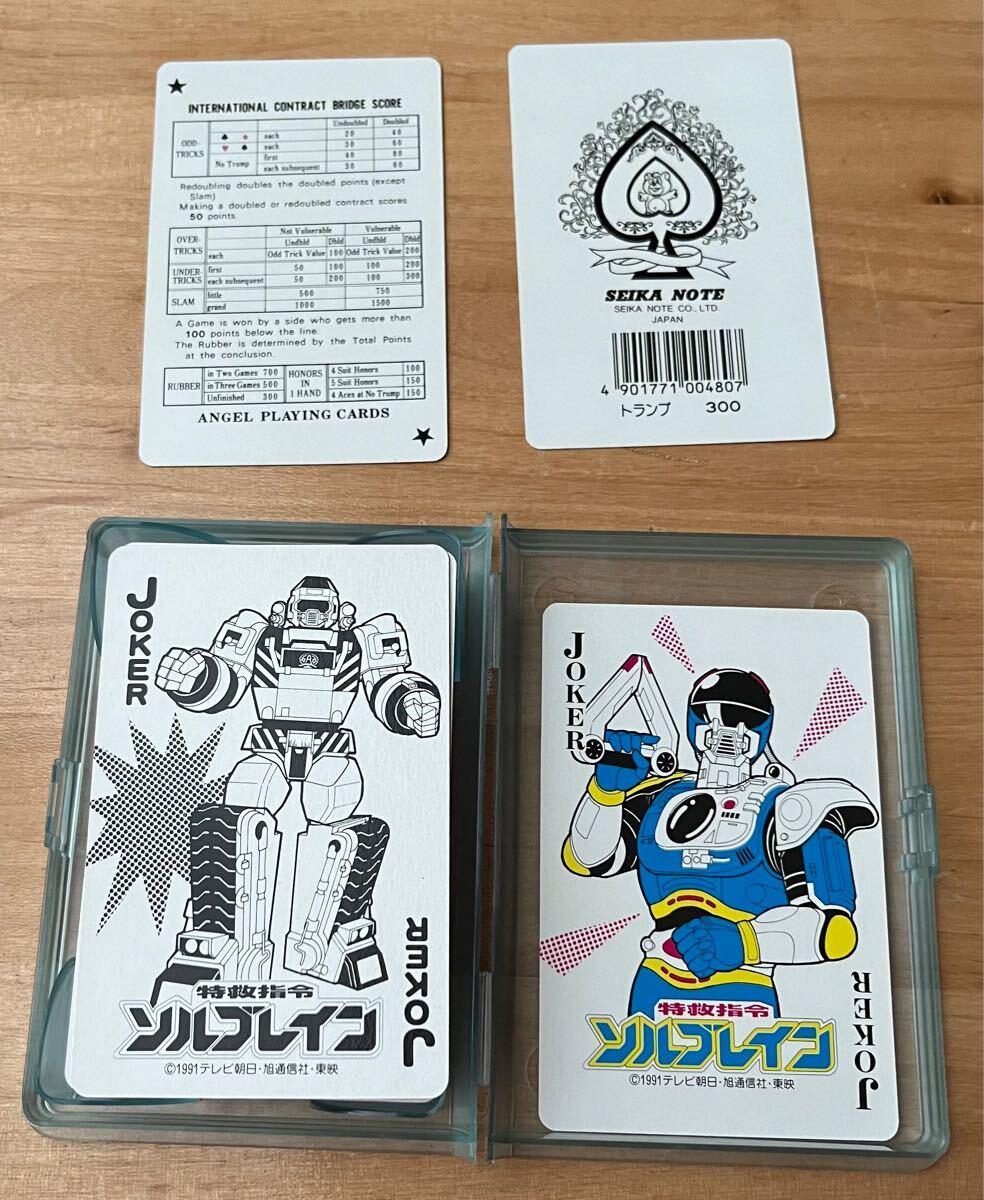 INTERNATIONAL CONTRACT BRIDGE SCORE
Undoubled Doubled
ODD-TRICKS ♣ ♦ each 20 40
♥ ♠ each 30 60
No Trump first 40 80
each subsequent 30 60
Redoubling doubles the doubled points (except
Slam)
Making a doubled or redoubled contract scores
50 points.
Not Vulnerable Vulnerable
Undbld Dbld Undbld Dbld
OVER-TRICKS each Odd Trick Value 100 Odd Trick Value 200
UNDER-TRICKS first 50 100 100 200
each subsequent 50 200 100 300
SLAM little 500 750
grand 1000 1500
A Game is won by a side who gets more than
100 points below the line.
The Rubber is determined by the Total Points
at the conclusion.
RUBBER in Two Games 700
in Three Games 500
Unfinished 300
HONORS
IN
1 HAND
4 Suit Honors 100
5 Suit Honors 150
4 Aces at No Trump 150
ANGEL PLAYING CARDS
SEIKA NOTE
SEIKA NOTE CO., LTD.
JAPAN
4 901771 004807
トランプ 300
JOKER
特救指令
ソルブレイン
©1991テレビ朝日・旭通信社・東映
JOKER
JOKER
特救指令
ソルブレイン
©1991テレビ朝日・旭通信社・東映
JOKER